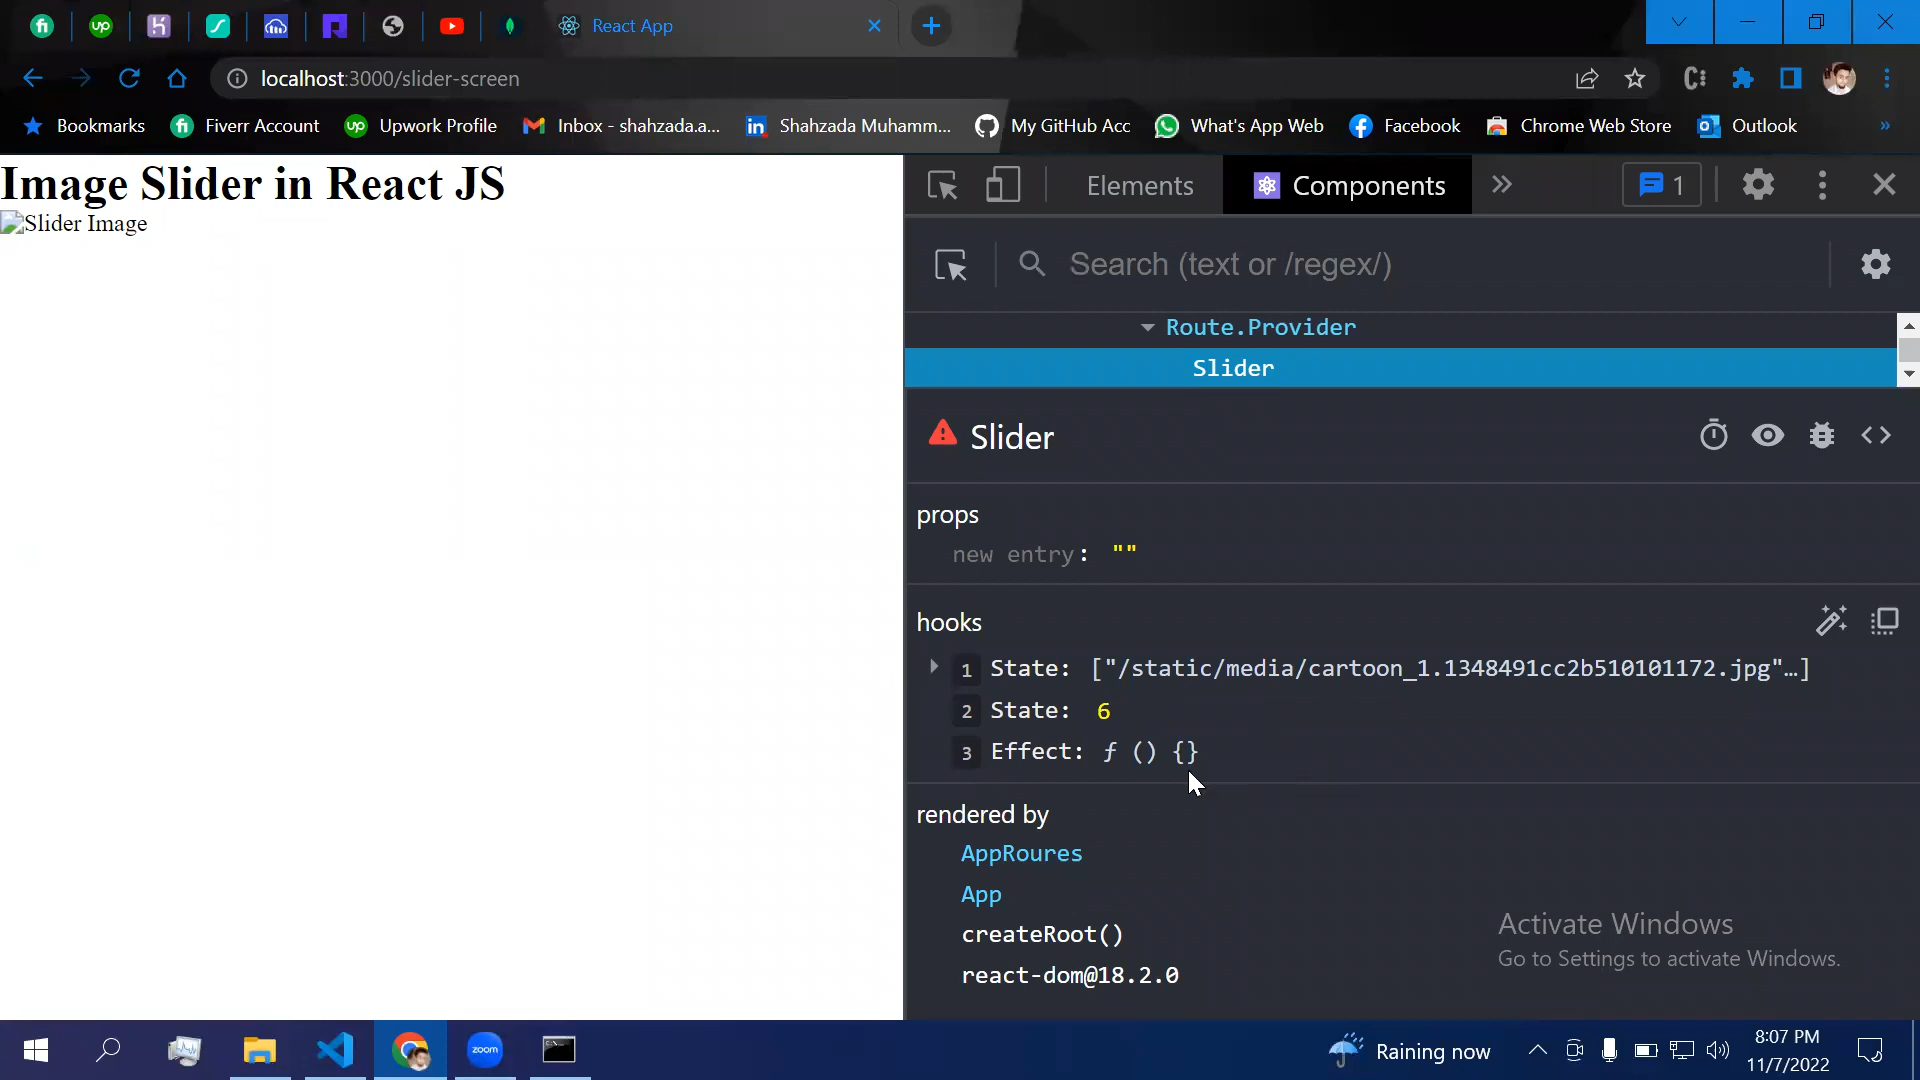 React App
localhost:3000/slider-screen
Bookmarks
Fiverr Account
Upwork Profile
Inbox - shahzada.a...
Shahzada Muhamm...
My GitHub Acc
What's App Web
Facebook
Chrome Web Store
Outlook
Image Slider in React JS
Slider Image
Elements
Components
1
Search (text or /regex/)
Route.Provider
Slider
Slider
props
new entry: ""
hooks
1 State: ["/static/media/cartoon_1.1348491cc2b510101172.jpg"…]
2 State: 6
3 Effect: ƒ () {}
rendered by
AppRoures
App
createRoot()
react-dom@18.2.0
Activate Windows
Go to Settings to activate Windows.
zoom
Raining now
8:07 PM
11/7/2022